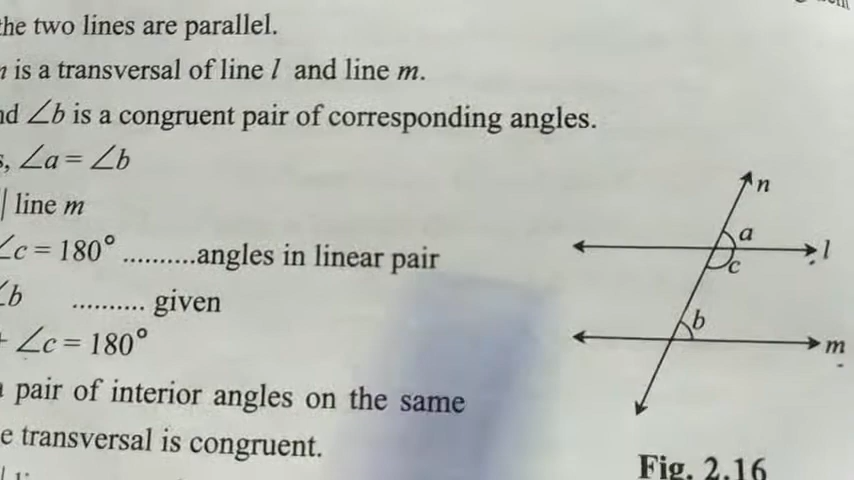 the two lines are parallel.
n is a transversal of line l and line m.
∠b is a congruent pair of corresponding angles.
∠a = ∠b
|| line m
∠c = 180° ..........angles in linear pair
∠b .......... given
+ ∠c = 180°
pair of interior angles on the same
transversal is congruent.
n
a
l
c
b
m
Fig. 2.16